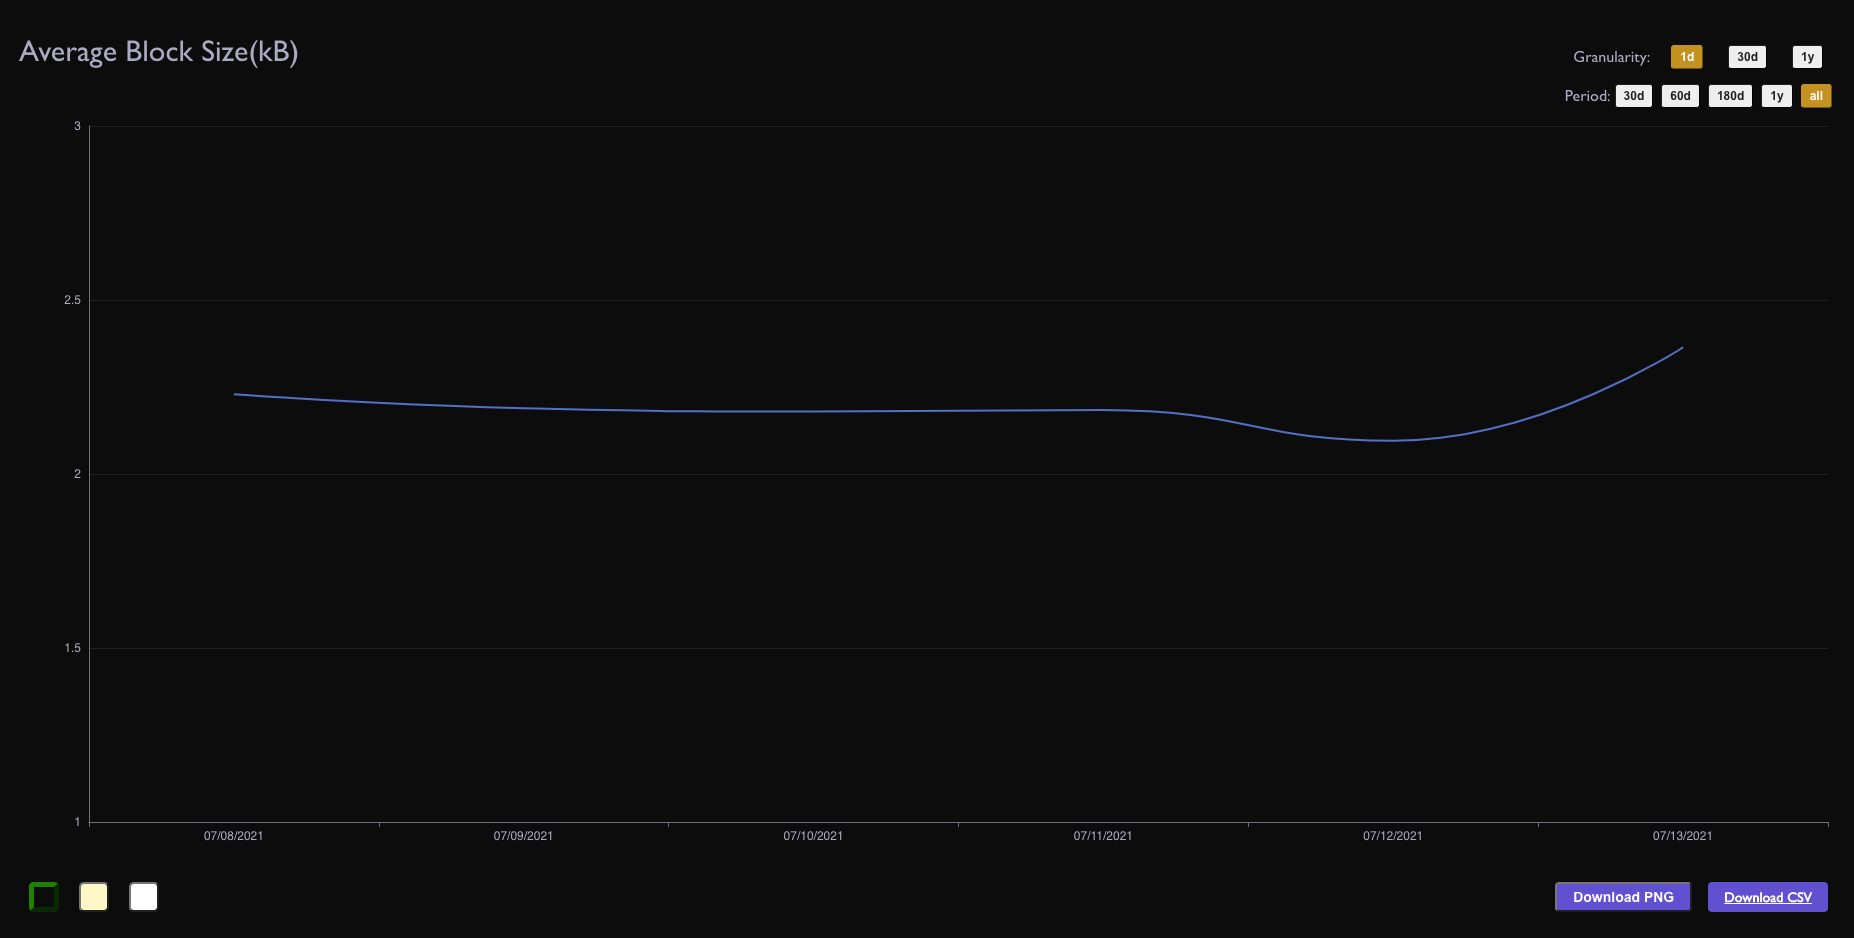 Average Block Size(kB)
Granularity: 1d 30d 1y
Period: 30d 60d 180d 1y all
3
2.5
2
1.5
1
07/08/2021 07/09/2021 07/10/2021 07/11/2021 07/12/2021 07/13/2021
Download PNG Download CSV